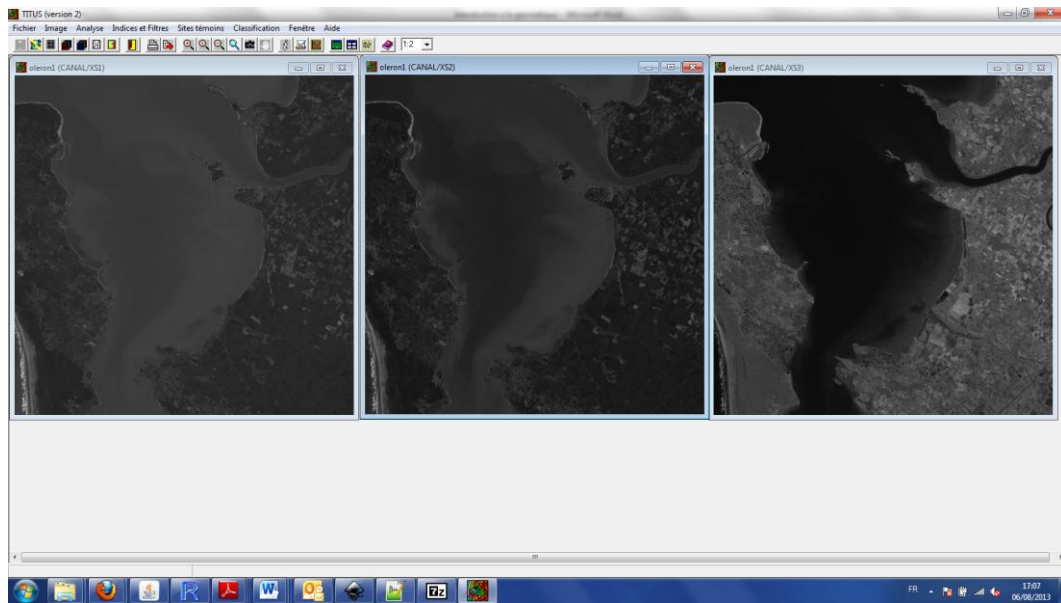 TITUS (version 2)
Fichier Image Analyse Indices et Filtres Sites témoins Classification Fenêtre Aide
1:2
oleron1 (CANAL/XS1)
oleron1 (CANAL/XS2)
oleron1 (CANAL/XS3)
W
7z
FR
17:07
06/08/2013